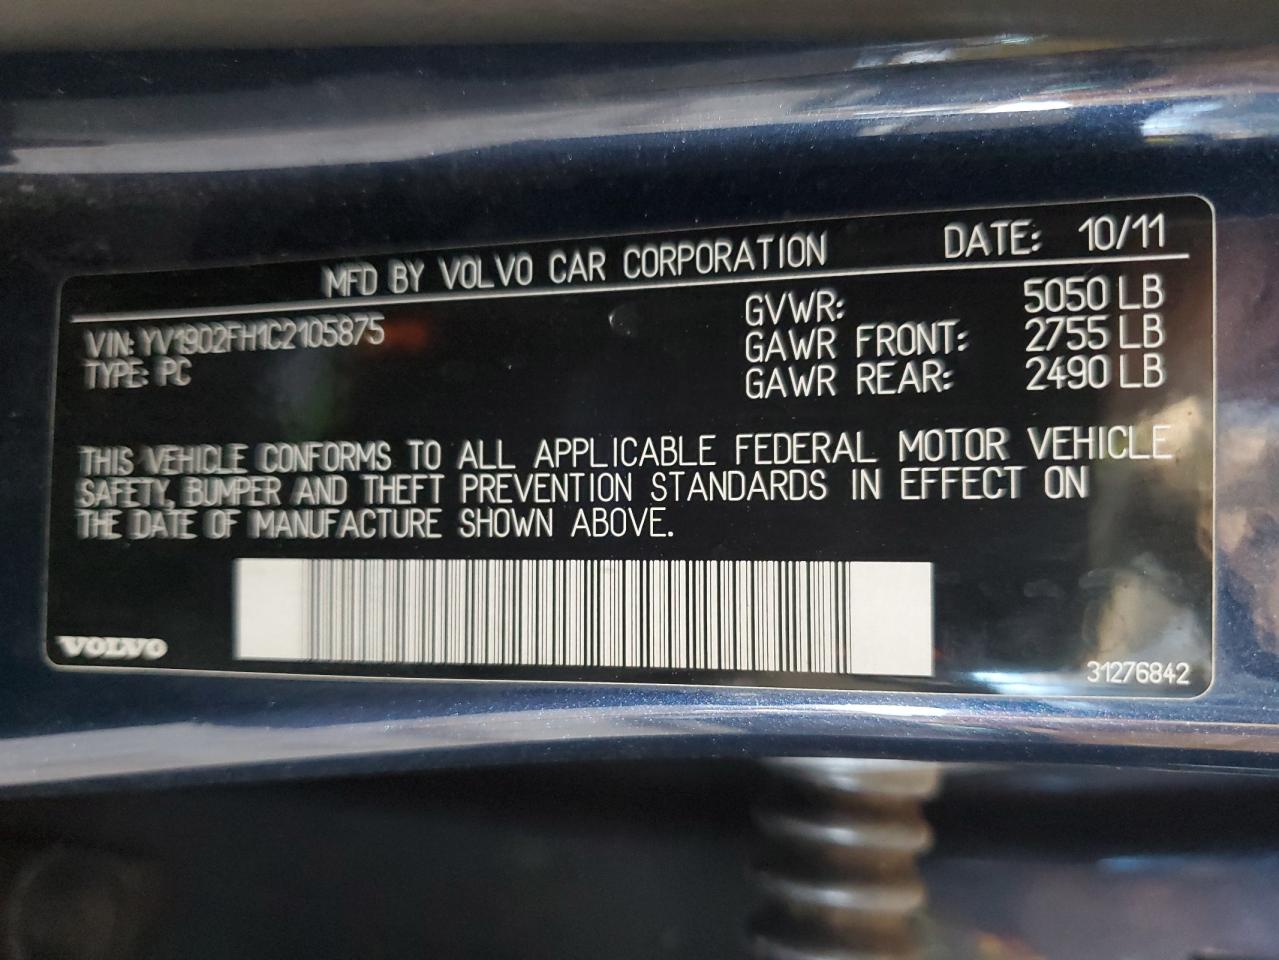 MFD BY VOLVO CAR CORPORATION DATE: 10/11
VIN: YV1902FH1C2105875
TYPE: PC
GVWR: 5050 LB
GAWR FRONT: 2755 LB
GAWR REAR: 2490 LB
THIS VEHICLE CONFORMS TO ALL APPLICABLE FEDERAL MOTOR VEHICLE
SAFETY, BUMPER AND THEFT PREVENTION STANDARDS IN EFFECT ON
THE DATE OF MANUFACTURE SHOWN ABOVE.
VOLVO
31276842